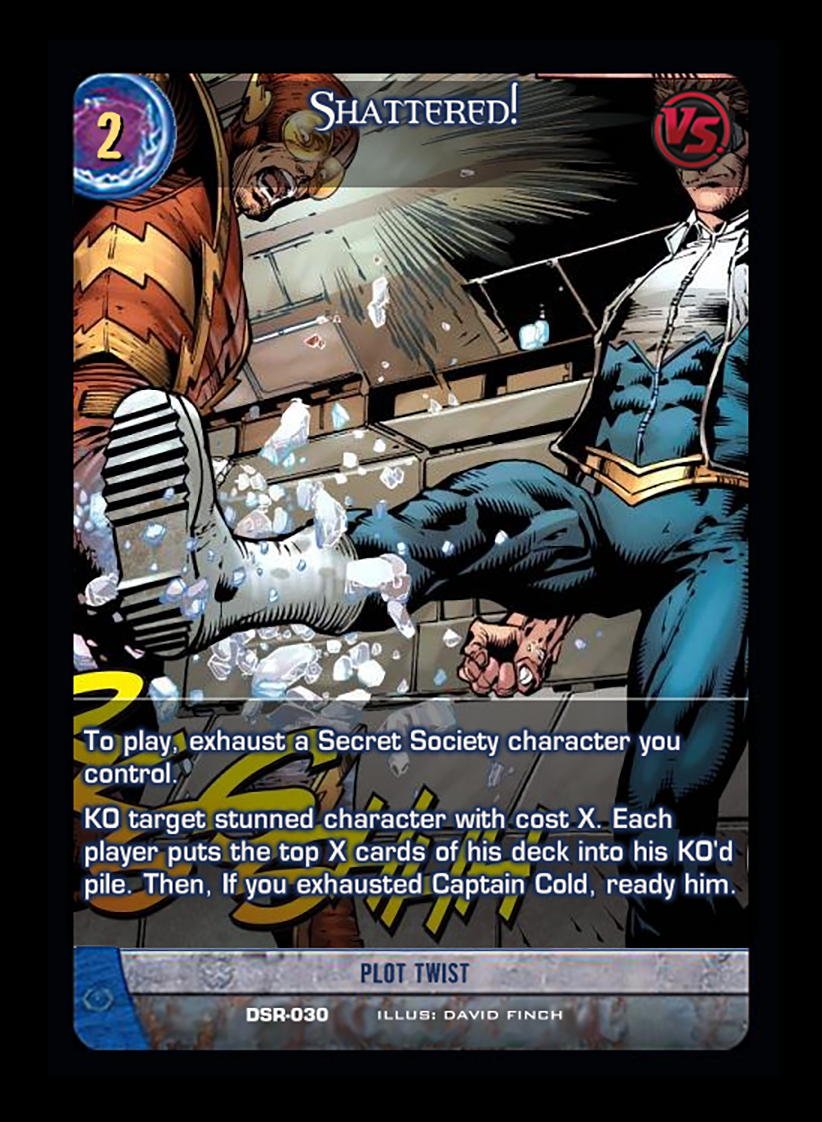 2
Shattered!
VS.
To play, exhaust a Secret Society character you
control.
KO target stunned character with cost X. Each
player puts the top X cards of his deck into his KO'd
pile. Then, If you exhausted Captain Cold, ready him.
PLOT TWIST
DSR-030 ILLUS: DAVID FINCH